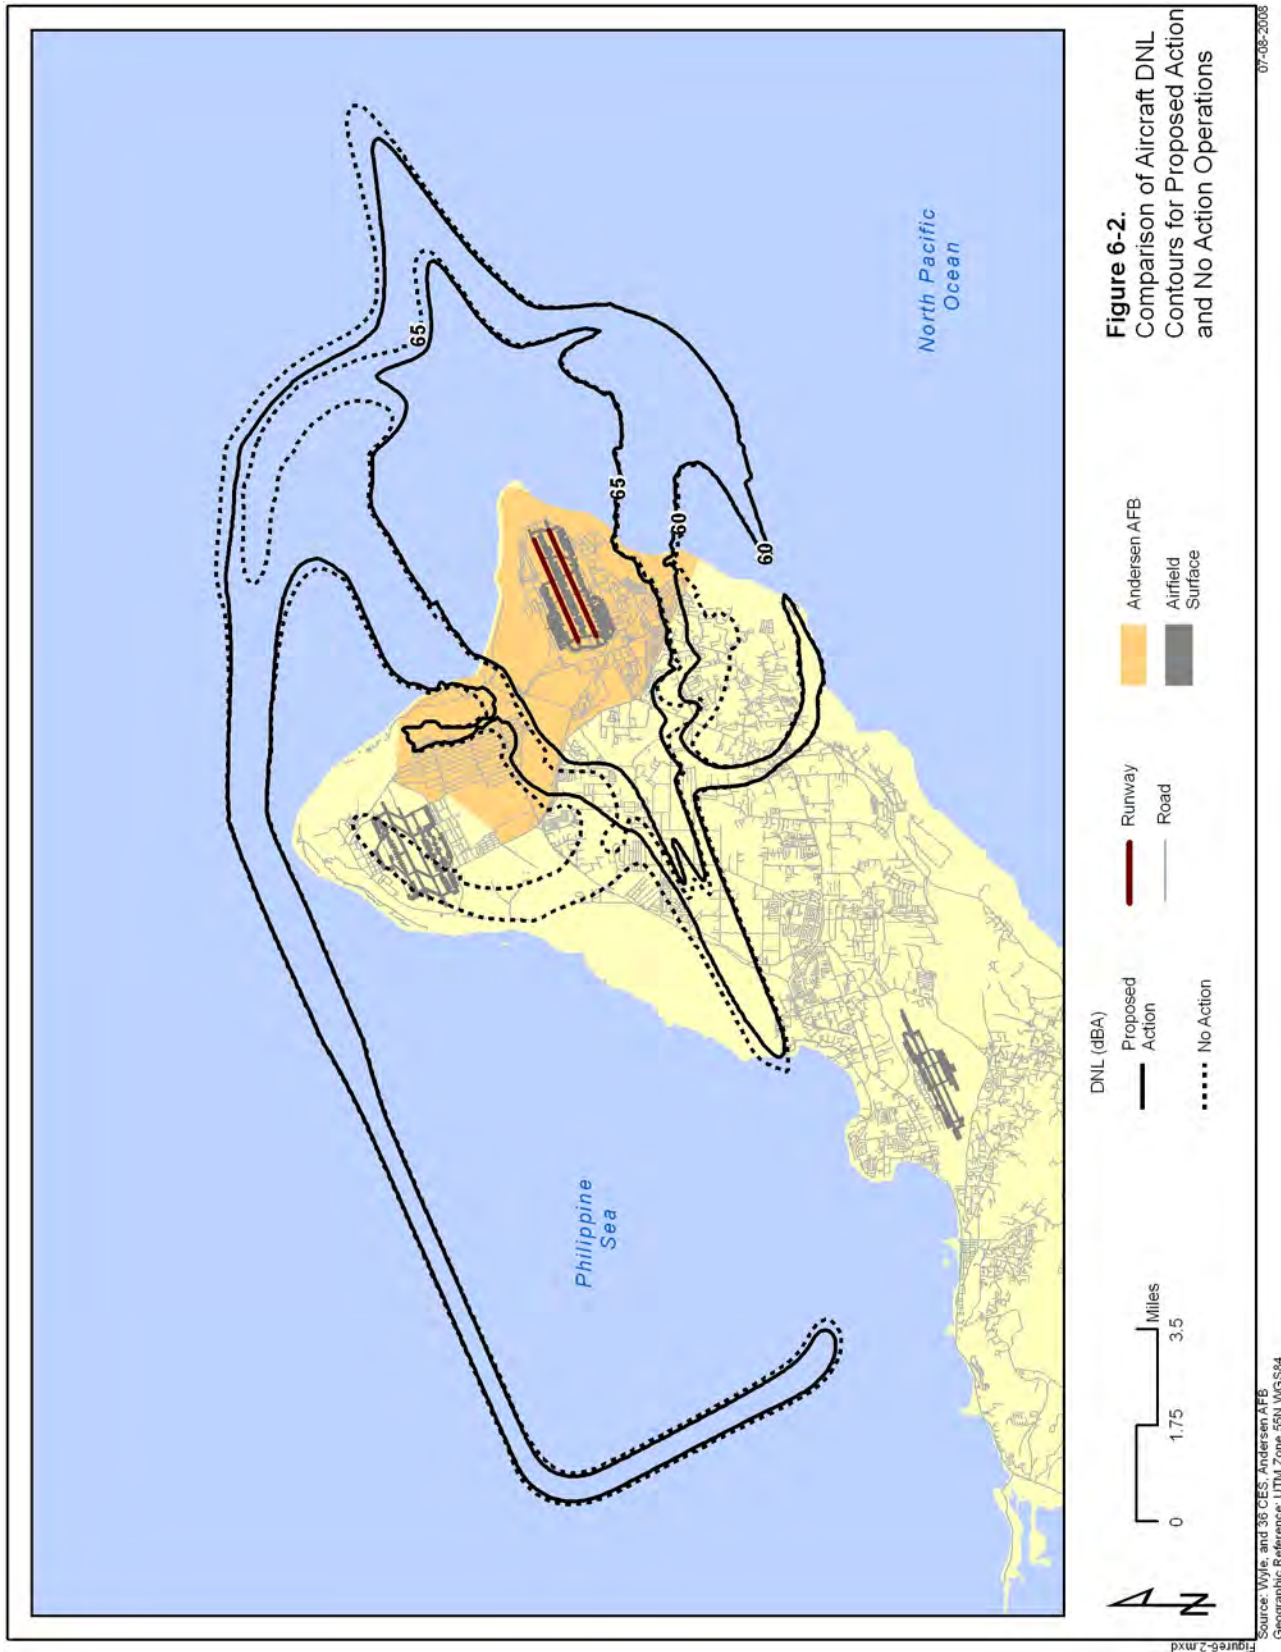 65
65
60
60
North Pacific
Ocean
Philippine
Sea
Figure 6-2.
Comparison of Aircraft DNL
Contours for Proposed Action
and No Action Operations
DNL (dBA)
Proposed
Action
No Action
Runway
Road
Andersen AFB
Airfield
Surface
0
1.75
3.5
Miles
N
Source: Wyle, and 36 CES, Andersen AFB
Geographic Reference: UTM Zone 55N WGS84
Figure6-2.mxd
07-08-2008